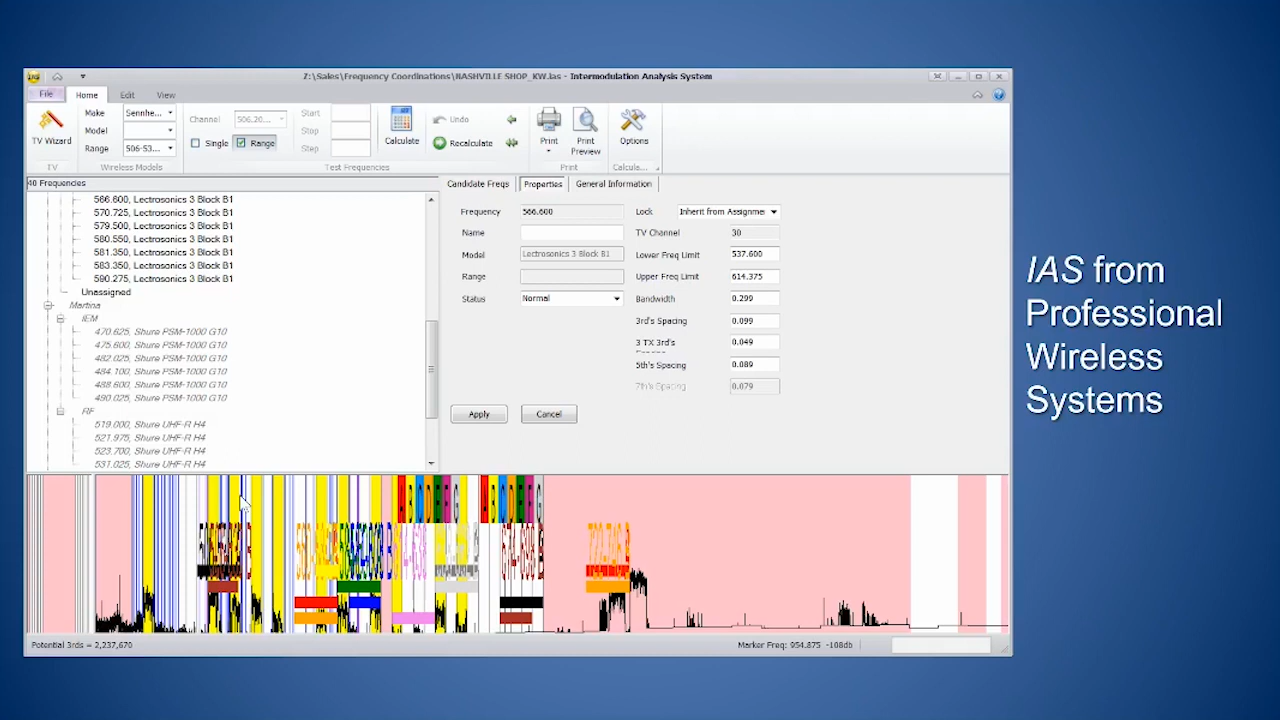 IAS
Z:\Sales\Frequency Coordinations\NASHVILLE SHOP_KW.ias - Intermodulation Analysis System
File Home Edit View
TV Wizard
TV
Make Sennhe...
Model
Range 506-53...
Wireless Models
Channel 506.20...
Single Range
Start
Stop
Step
Test Frequencies
Calculate
Undo
Recalculate
Print
Print Preview
Print
Options
Calcula...
40 Frequencies
566.600, Lectrosonics 3 Block B1
570.725, Lectrosonics 3 Block B1
579.500, Lectrosonics 3 Block B1
580.550, Lectrosonics 3 Block B1
581.350, Lectrosonics 3 Block B1
583.350, Lectrosonics 3 Block B1
590.275, Lectrosonics 3 Block B1
Unassigned
Martina
IEM
470.625, Shure PSM-1000 G10
475.600, Shure PSM-1000 G10
482.025, Shure PSM-1000 G10
484.100, Shure PSM-1000 G10
488.600, Shure PSM-1000 G10
490.025, Shure PSM-1000 G10
RF
519.000, Shure UHF-R H4
521.975, Shure UHF-R H4
523.700, Shure UHF-R H4
531.025, Shure UHF-R H4
Candidate Freqs Properties General Information
Frequency 566.600
Name
Model Lectrosonics 3 Block B1
Range
Status Normal
Lock Inherit from Assignme
TV Channel 30
Lower Freq Limit 537.600
Upper Freq Limit 614.375
Bandwidth 0.299
3rd's Spacing 0.099
3 TX 3rd's
5th's Spacing 0.089
0.049
7th's Spacing 0.079
Apply Cancel
A B C D E F G A B C D E F G
Potential 3rds = 2,237,670
Marker Freq: 954.875 -108db
IAS from
Professional
Wireless
Systems